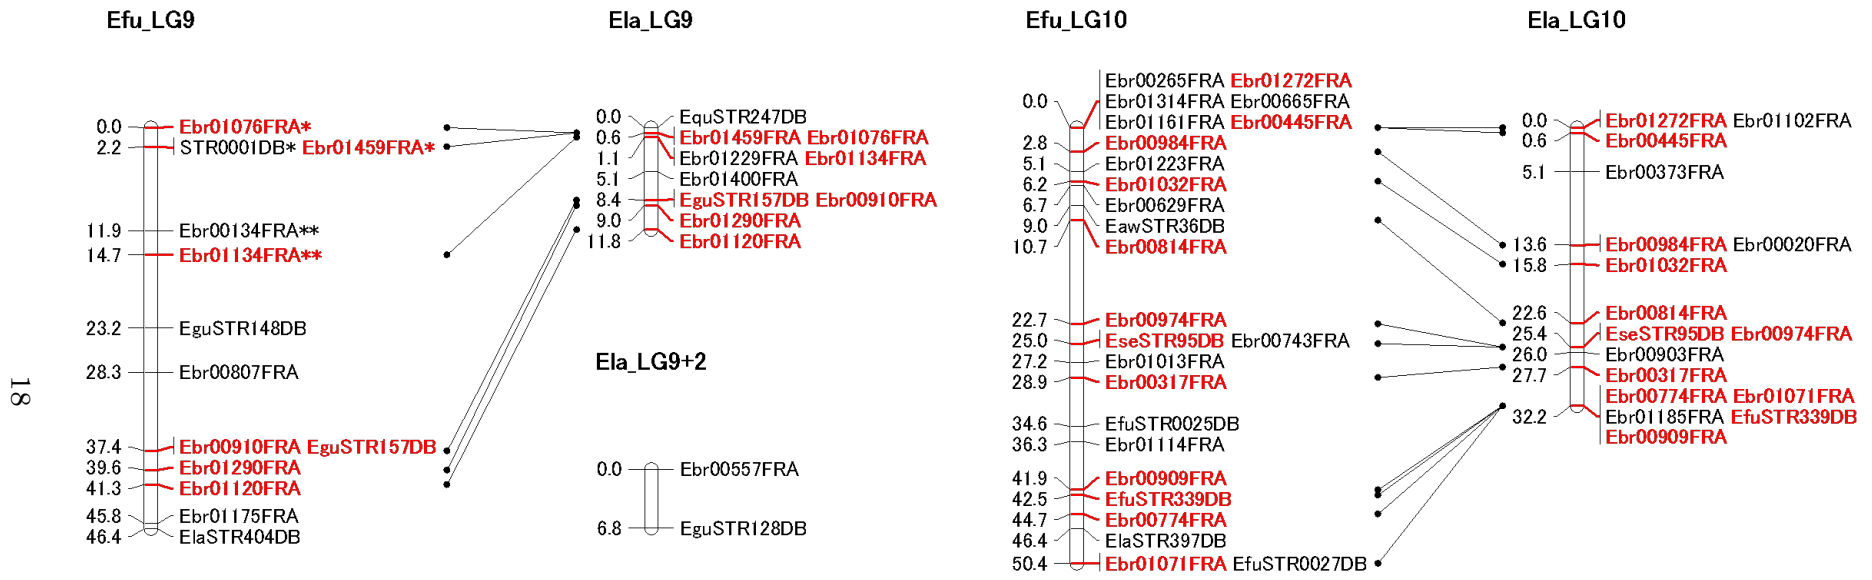 Efu_LG9
0.0 Ebr01076FRA*
2.2 STR0001DB* Ebr01459FRA*
11.9 Ebr00134FRA**
14.7 Ebr01134FRA**
23.2 EguSTR148DB
28.3 Ebr00807FRA
37.4 Ebr00910FRA EguSTR157DB
39.6 Ebr01290FRA
41.3 Ebr01120FRA
45.8 Ebr01175FRA
46.4 ElaSTR404DB
Ela_LG9
0.0 EquSTR247DB
0.6 Ebr01459FRA Ebr01076FRA
1.1 Ebr01229FRA Ebr01134FRA
5.1 Ebr01400FRA
8.4 EguSTR157DB Ebr00910FRA
9.0 Ebr01290FRA
11.8 Ebr01120FRA
Ela_LG9+2
0.0 Ebr00557FRA
6.8 EguSTR128DB
Efu_LG10
Ebr00265FRA Ebr01272FRA
0.0 Ebr01314FRA Ebr00665FRA
Ebr01161FRA Ebr00445FRA
2.8 Ebr00984FRA
5.1 Ebr01223FRA
6.2 Ebr01032FRA
6.7 Ebr00629FRA
9.0 EawSTR36DB
10.7 Ebr00814FRA
22.7 Ebr00974FRA
25.0 EseSTR95DB Ebr00743FRA
27.2 Ebr01013FRA
28.9 Ebr00317FRA
34.6 EfuSTR0025DB
36.3 Ebr01114FRA
41.9 Ebr00909FRA
42.5 EfuSTR339DB
44.7 Ebr00774FRA
46.4 ElaSTR397DB
50.4 Ebr01071FRA EfuSTR0027DB
Ela_LG10
0.0 Ebr01272FRA Ebr01102FRA
0.6 Ebr00445FRA
5.1 Ebr00373FRA
13.6 Ebr00984FRA Ebr00020FRA
15.8 Ebr01032FRA
22.6 Ebr00814FRA
25.4 EseSTR95DB Ebr00974FRA
26.0 Ebr00903FRA
27.7 Ebr00317FRA
Ebr00774FRA Ebr01071FRA
32.2 Ebr01185FRA EfuSTR339DB
Ebr00909FRA
18